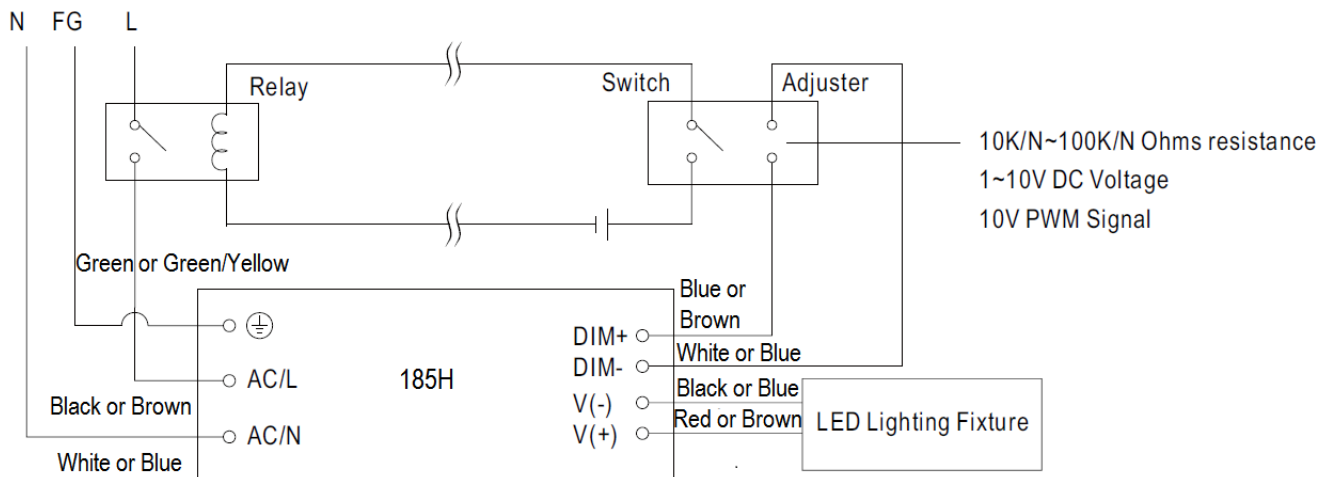 N FG L
Relay
Switch
Adjuster
10K/N~100K/N Ohms resistance
1~10V DC Voltage
10V PWM Signal
Green or Green/Yellow
Blue or
Brown
DIM+
White or Blue
DIM-
AC/L
185H
Black or Blue
V(-)
Black or Brown
Red or Brown
LED Lighting Fixture
V(+)
AC/N
White or Blue